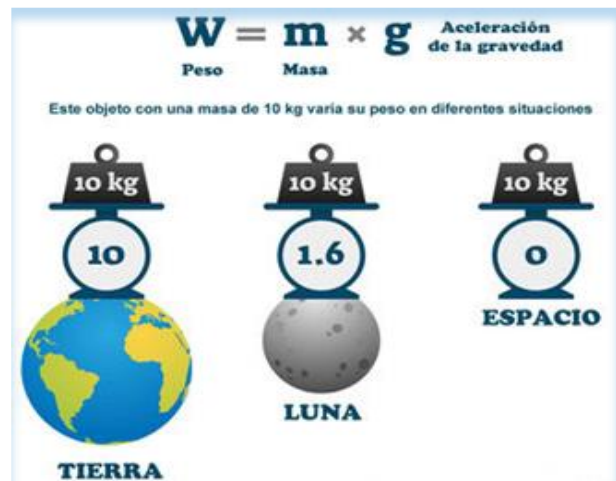 W = m × g Aceleración
de la gravedad
Peso Masa
Este objeto con una masa de 10 kg varia su peso en diferentes situaciones
10 kg 10 kg 10 kg
10 1.6 0
ESPACIO
LUNA
TIERRA